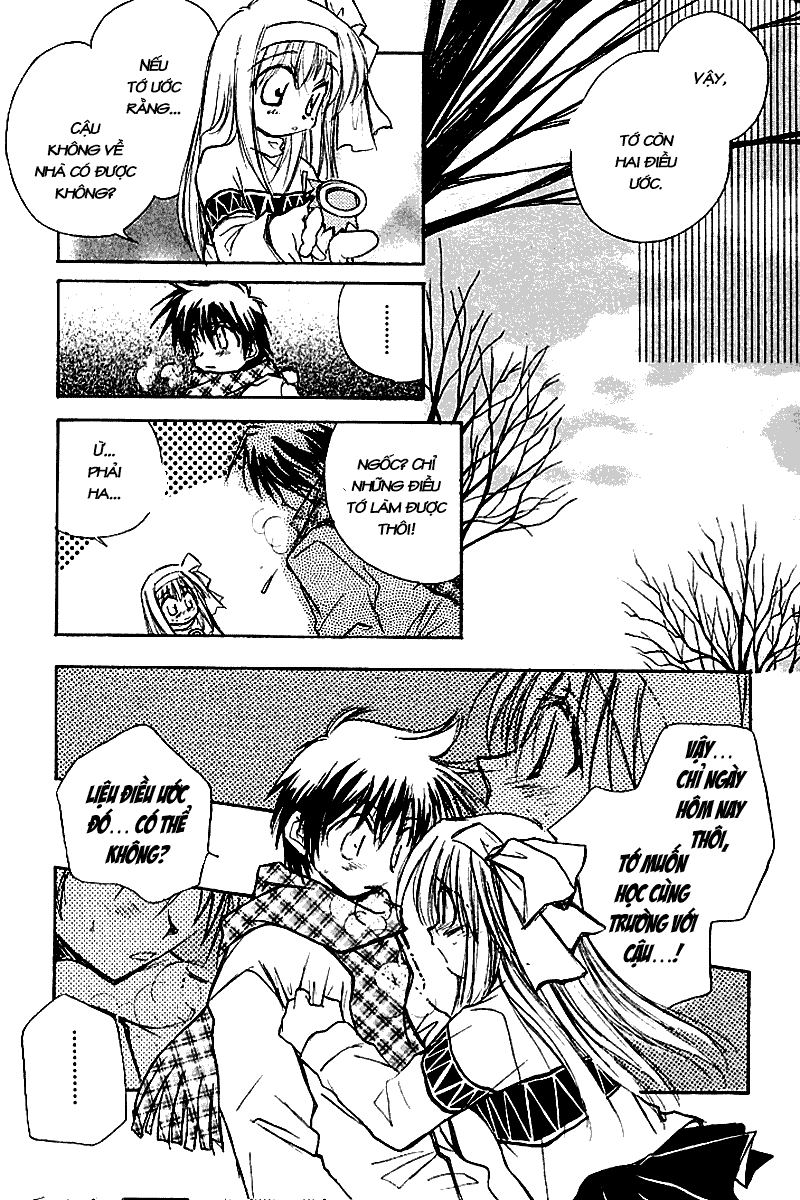 VẬY,
TỚ CÒN
HAI ĐIỀU
ƯỚC.
NẾU
TỚ ƯỚC
RẰNG...
CẬU
KHÔNG VỀ
NHÀ CÓ ĐƯỢC
KHÔNG?
........
NGỐC? CHỈ
NHỮNG ĐIỀU
TỚ LÀM ĐƯỢC
THÔI!
Ữ...
PHẢI
HA...
VẬY...
CHỈ NGÀY
HÔM NAY
THÔI,
TỚ MUỐN
HỌC CÙNG
TRƯỜNG VỚI
CẬU...!
LIỆU ĐIỀU ƯỚC
ĐÓ... CÓ THỂ
KHÔNG?
........